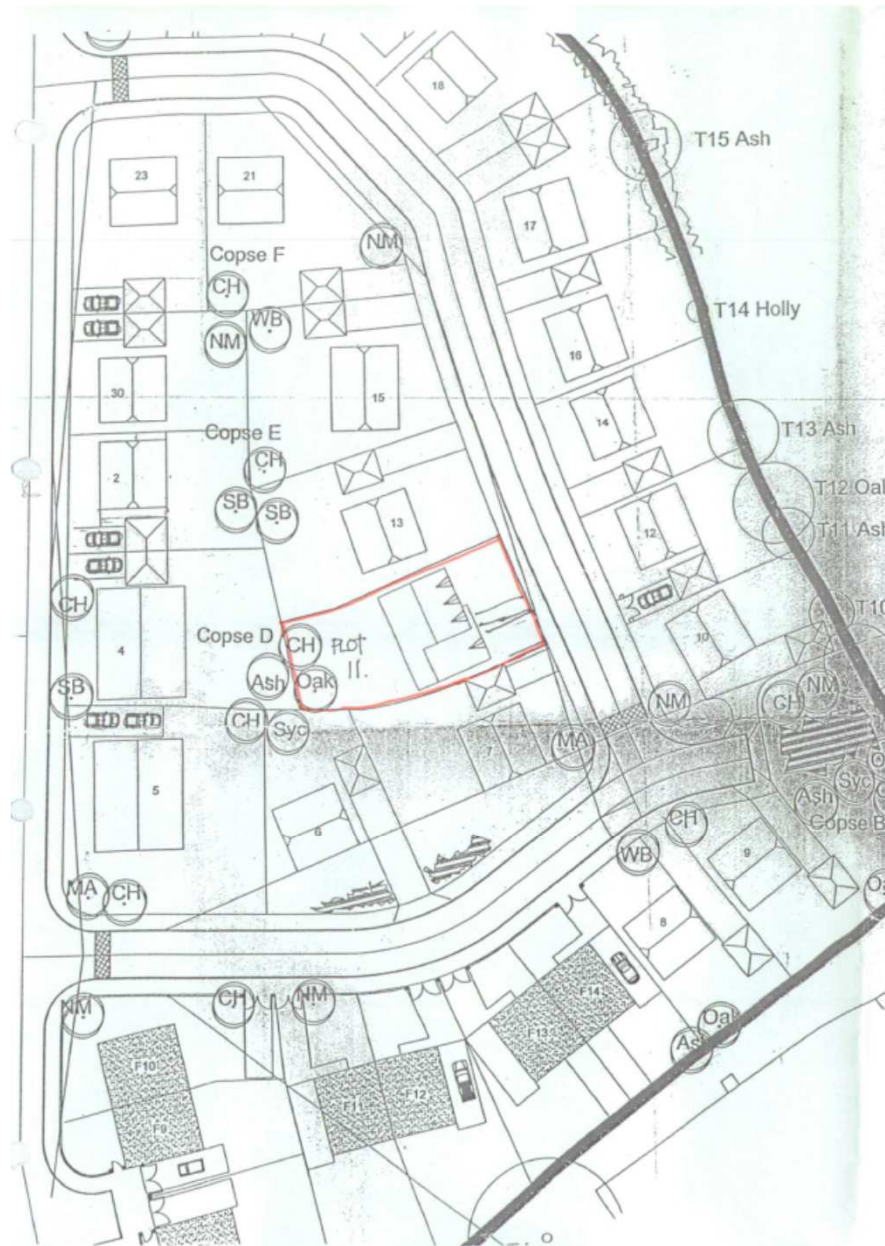 18
T15 Ash
23
21
17
NM
Copse F
CH
WB
NM
T14 Holly
16
30
15
14
T13 Ash
Copse E
CH
2
SB
SB
T12 Oak
13
12
T11 Ash
CH
4
Copse D
CH
PLOT
11.
10
T10
Ash
Oak
SB
NM
NM
CH
CH
Syc
MA
7
5
Syc
Ash
Copse B
6
CH
WB
9
MA
CH
8
NM
CH
NM
F14
F13
Oak
Ash
F10
F12
F11
F9